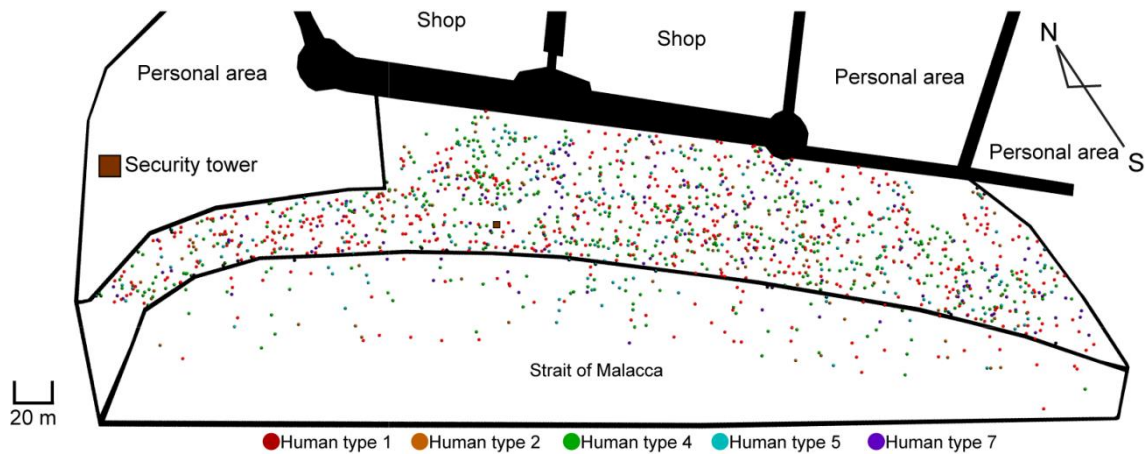 Shop
Shop
Personal area
Personal area
Personal area
N
S
Security tower
Strait of Malacca
20 m
Human type 1 Human type 2 Human type 4 Human type 5 Human type 7